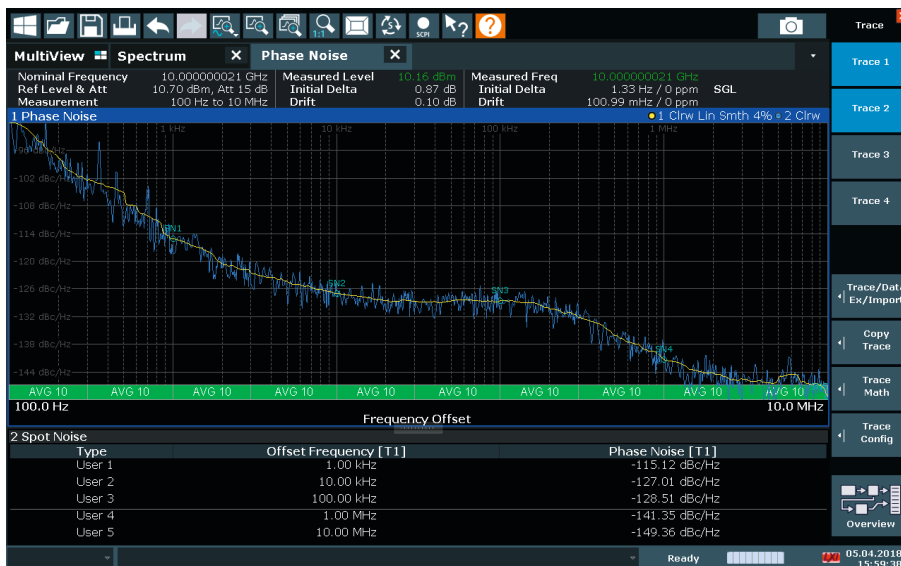 1:1
SCPI
Trace
MultiView Spectrum X Phase Noise X
Nominal Frequency 10.000000021 GHz Measured Level 10.16 dBm Measured Freq 10.000000021 GHz
Ref Level & Att 10.70 dBm, Att 15 dB Initial Delta 0.87 dB Initial Delta 1.33 Hz / 0 ppm SGL
Measurement 100 Hz to 10 MHz Drift 0.10 dB Drift 100.99 mHz / 0 ppm
1 Phase Noise 1 Clrw Lin Smth 4% 2 Clrw
1 kHz 10 kHz 100 kHz 1 MHz
-96 dBc/Hz
-102 dBc/Hz
-108 dBc/Hz
SN1
-114 dBc/Hz
-120 dBc/Hz
SN2
-126 dBc/Hz
SN3
-132 dBc/Hz
-138 dBc/Hz
SN4
-144 dBc/Hz
AVG 10 AVG 10 AVG 10 AVG 10 AVG 10 AVG 10 AVG 10 AVG 10 AVG 10 AVG 10
100.0 Hz 10.0 MHz
Frequency Offset
2 Spot Noise
Type Offset Frequency [T1] Phase Noise [T1]
User 1 1.00 kHz -115.12 dBc/Hz
User 2 10.00 kHz -127.01 dBc/Hz
User 3 100.00 kHz -128.51 dBc/Hz
User 4 1.00 MHz -141.35 dBc/Hz
User 5 10.00 MHz -149.36 dBc/Hz
Trace 1
Trace 2
Trace 3
Trace 4
Trace/Dat
Ex/Import
Copy
Trace
Trace
Math
Trace
Config
Overview
Ready
05.04.2018
15:59:38